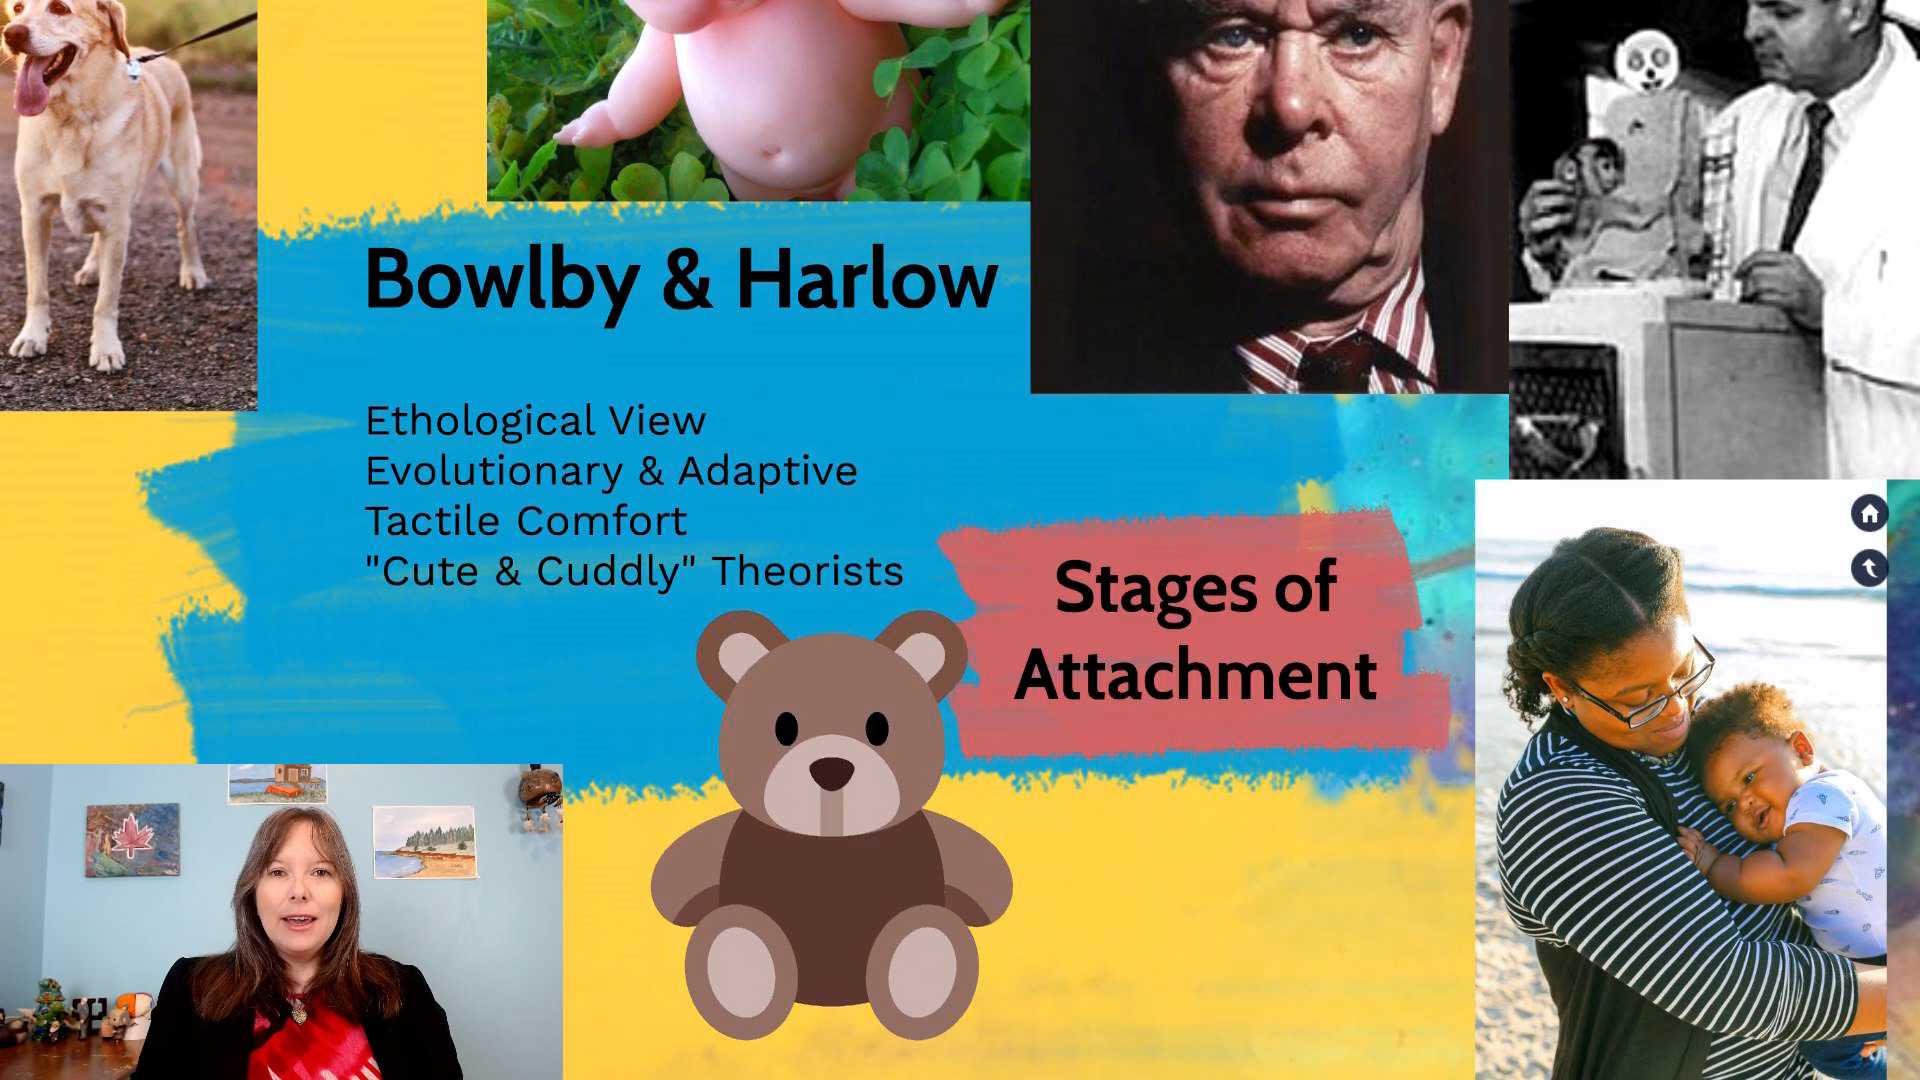 Bowlby & Harlow
Ethological View
Evolutionary & Adaptive
Tactile Comfort
"Cute & Cuddly" Theorists
Stages of
Attachment